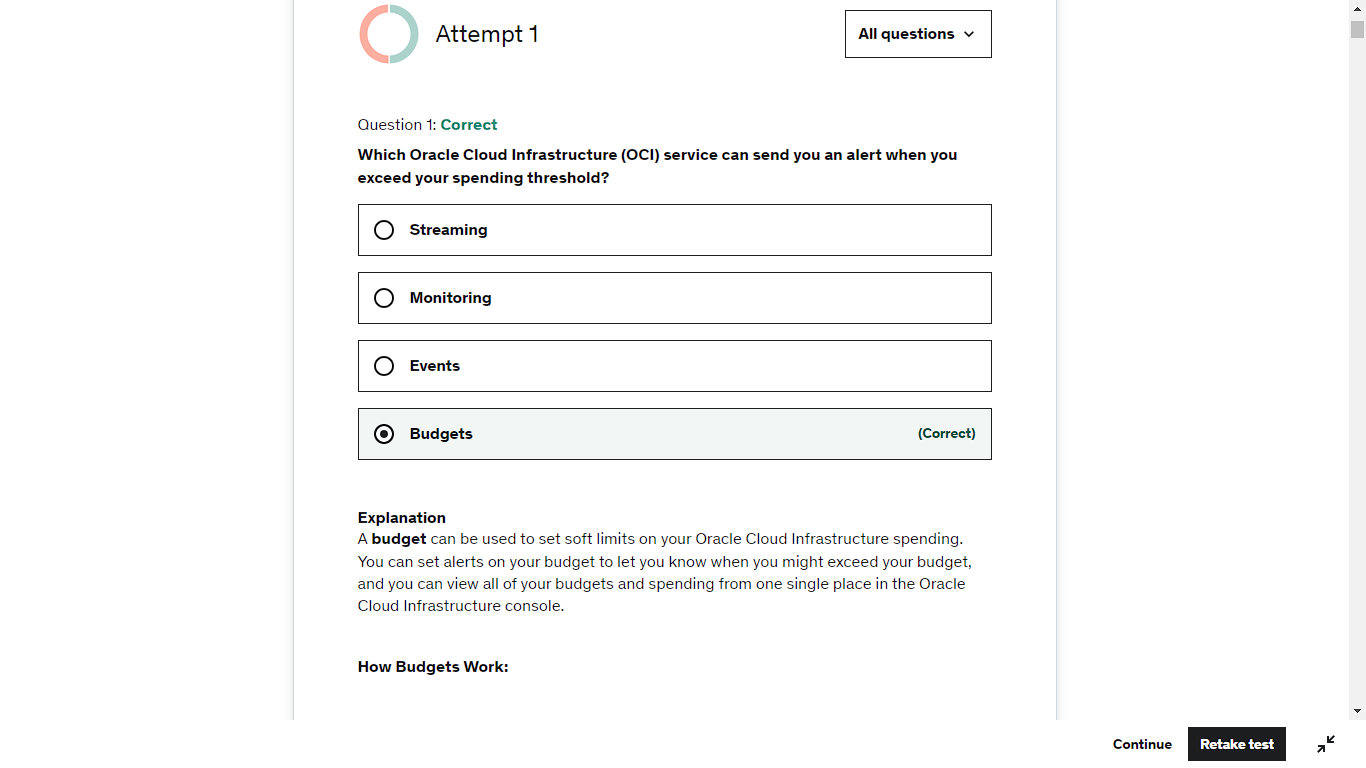 Attempt 1
All questions
Question 1: Correct
Which Oracle Cloud Infrastructure (OCI) service can send you an alert when you
exceed your spending threshold?
Streaming
Monitoring
Events
Budgets (Correct)
Explanation
A budget can be used to set soft limits on your Oracle Cloud Infrastructure spending.
You can set alerts on your budget to let you know when you might exceed your budget,
and you can view all of your budgets and spending from one single place in the Oracle
Cloud Infrastructure console.
How Budgets Work:
Continue
Retake test